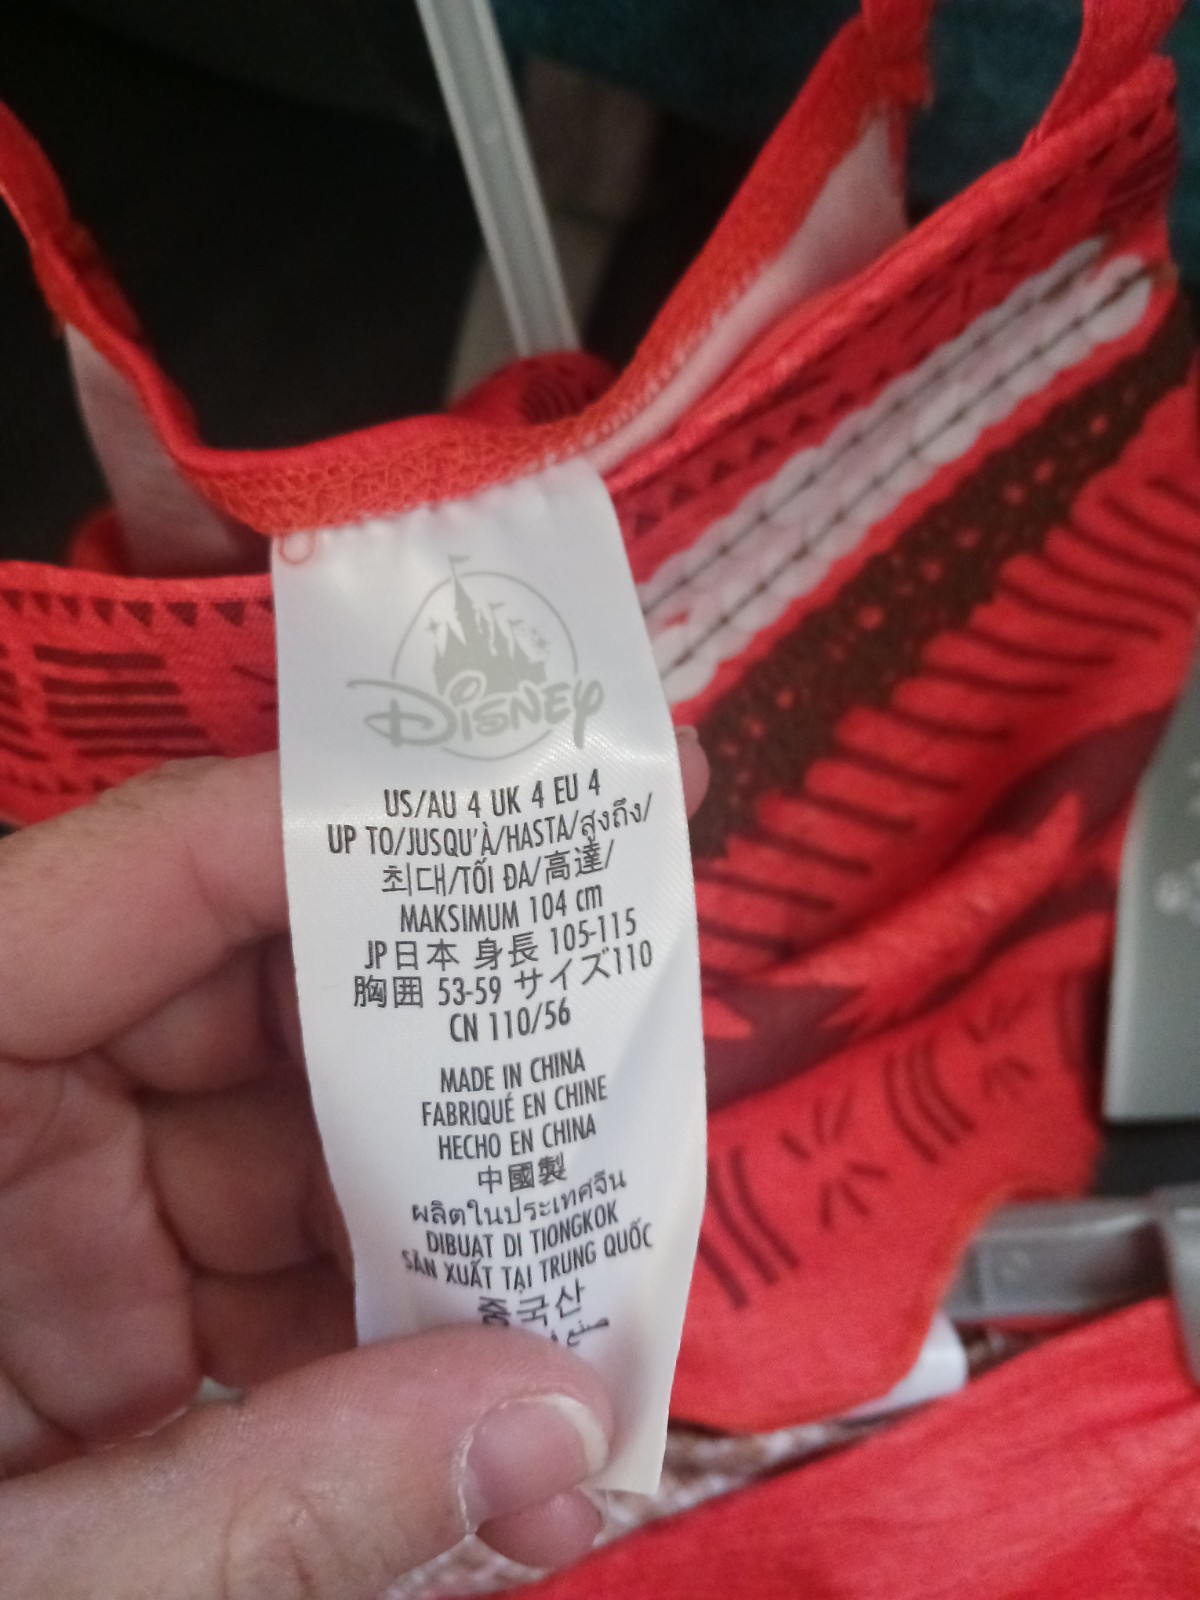 Disney
US/AU 4 UK 4 EU 4
UP TO/JUSQU'À/HASTA/สูงถึง/
최대/TỐI ĐA/高達/
MAKSIMUM 104 cm
JP日本 身長 105-115
胸囲 53-59 サイズ110
CN 110/56
MADE IN CHINA
FABRIQUÉ EN CHINE
HECHO EN CHINA
中國製
ผลิตในประเทศจีน
DIBUAT DI TIONGKOK
SẢN XUẤT TẠI TRUNG QUỐC
중국산
صنع